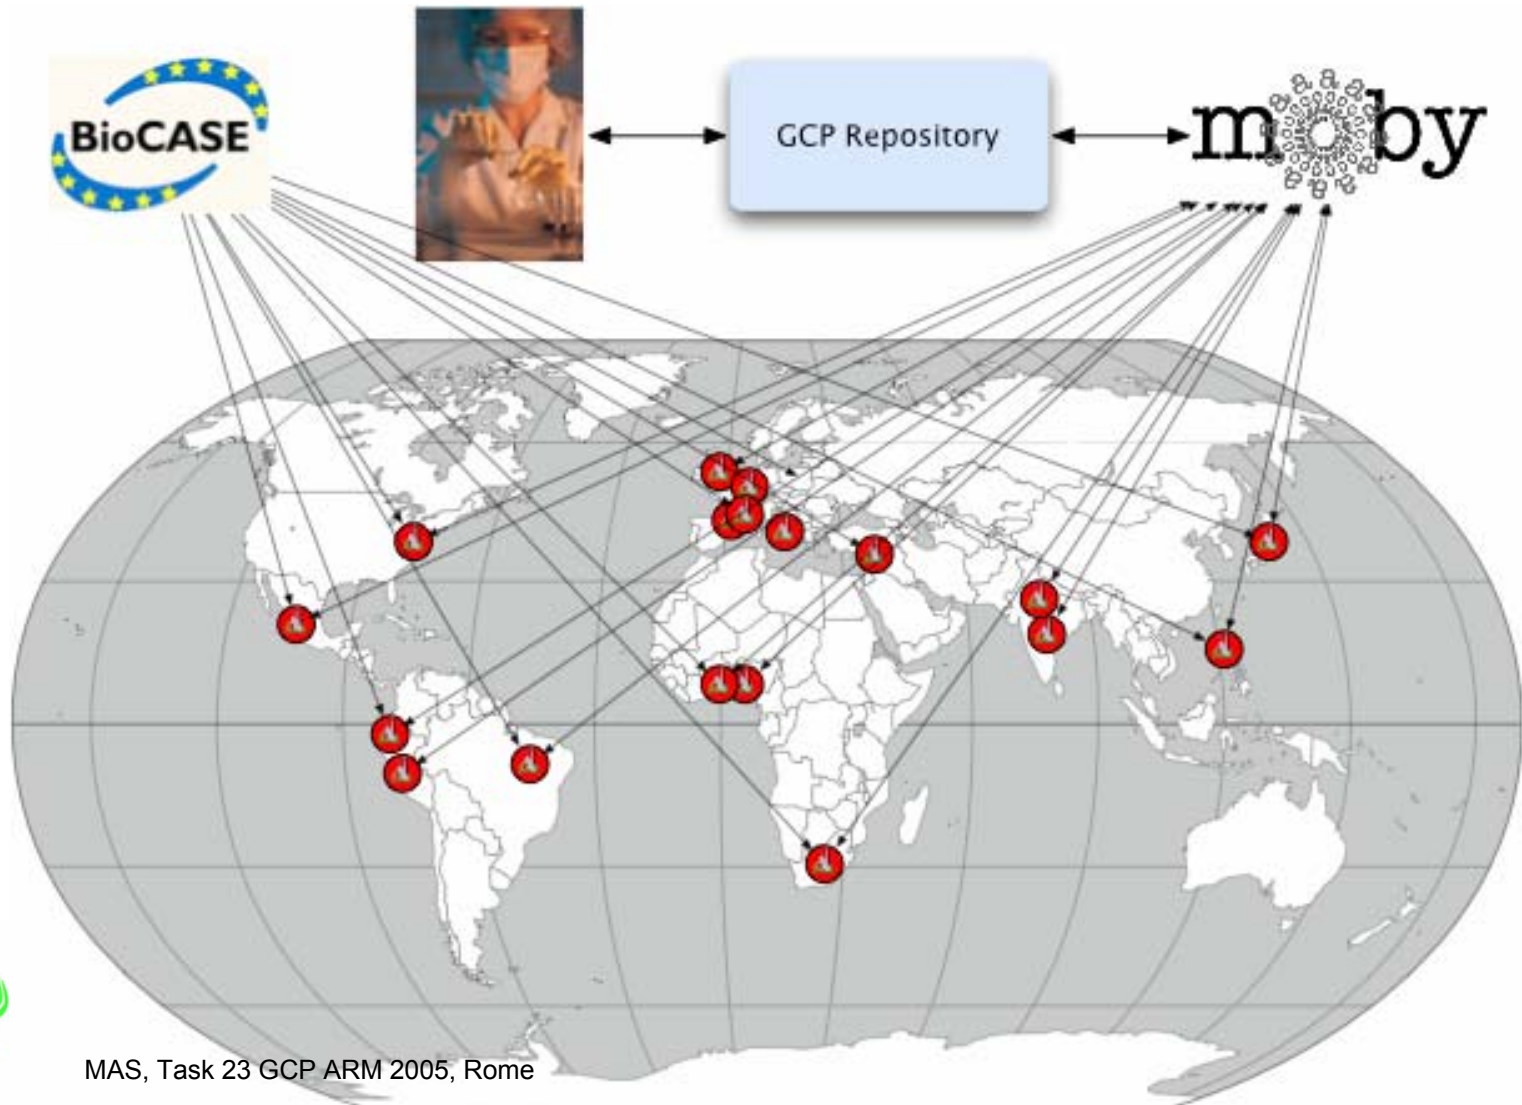 BioCASE
GCP Repository
moby
MAS, Task 23 GCP ARM 2005, Rome